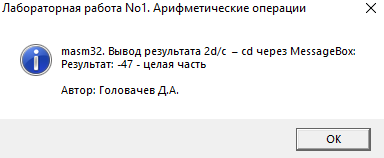 Лабораторная работа No1. Арифметические операции
masm32. Вывод результата 2d/c – cd через MessageBox:
Результат: -47 - целая часть
Автор: Головачев Д.А.
OK